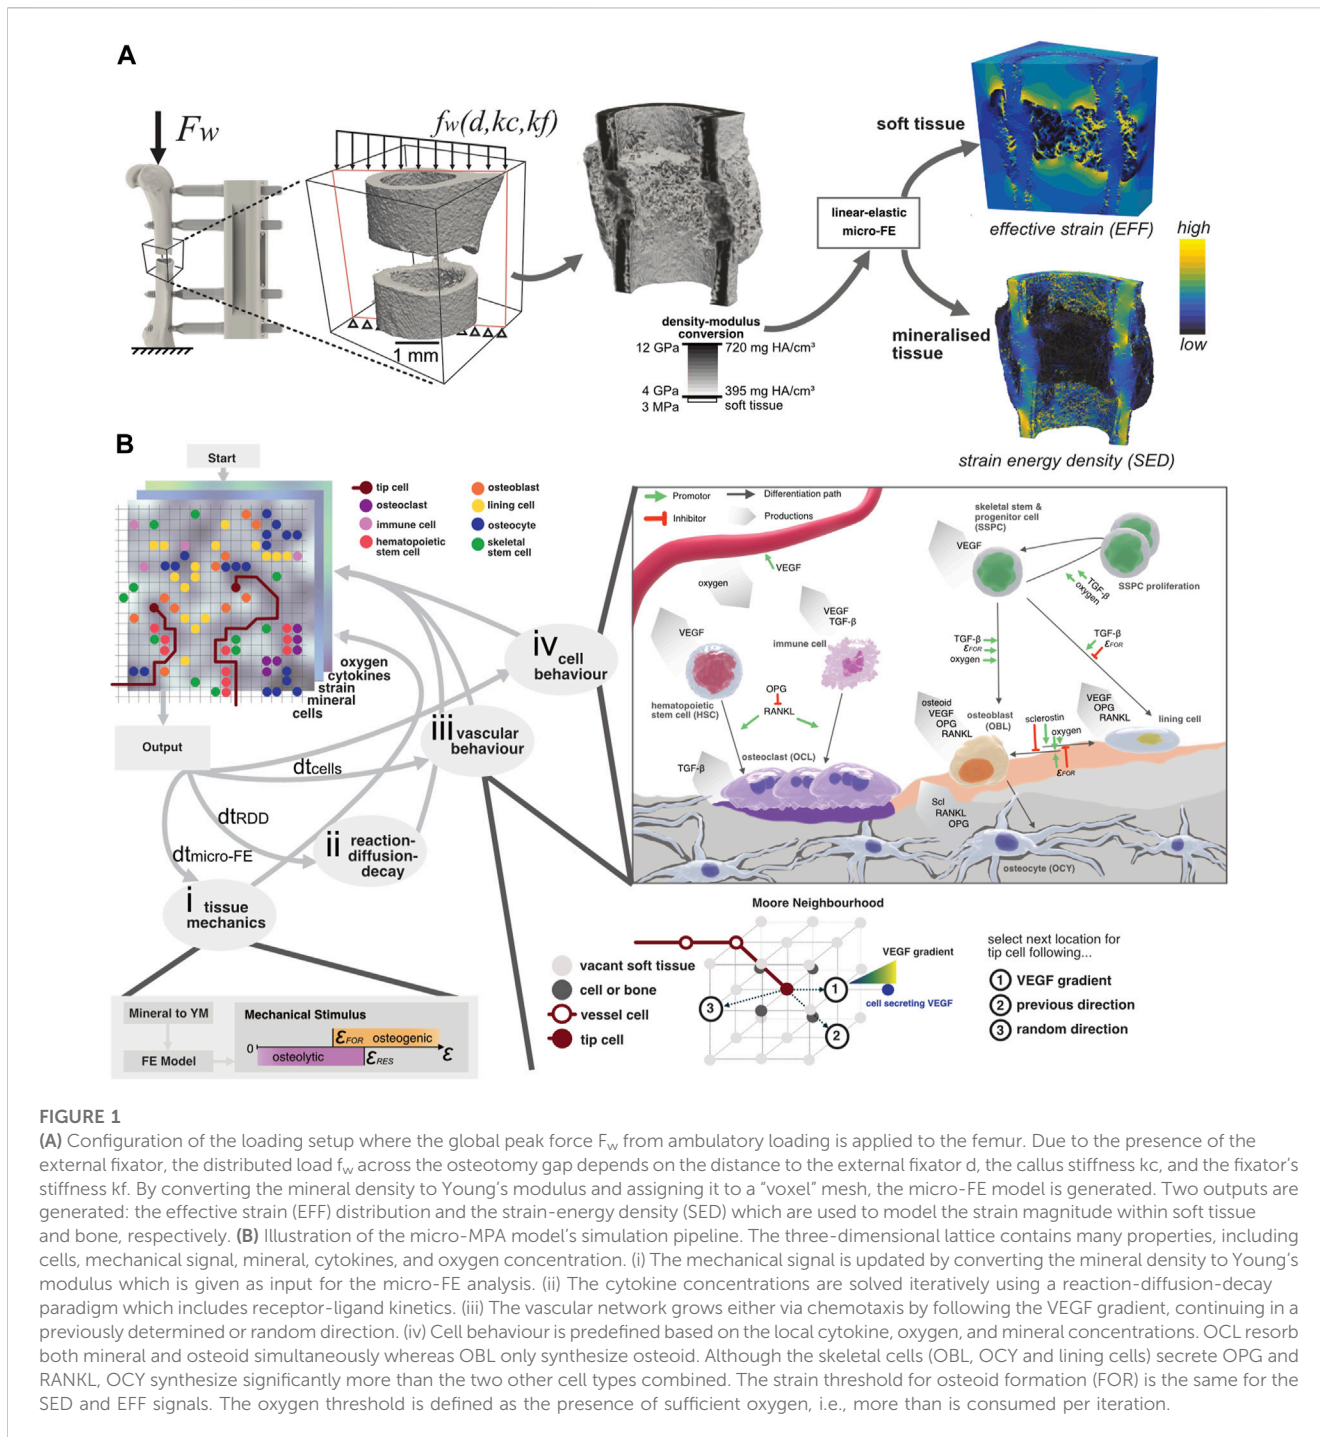 A
Fw
fw(d,kc,kf)
1 mm
density-modulus
conversion
12 GPa
720 mg HA/cm³
4 GPa
395 mg HA/cm³
3 MPa
soft tissue
linear-elastic
micro-FE
soft tissue
mineralised
tissue
effective strain (EFF)
high
low
strain energy density (SED)
B
Start
tip cell
osteoclast
immune cell
hematopoietic
stem cell
osteoblast
lining cell
osteocyte
skeletal
stem cell
oxygen
cytokines
strain
mineral
cells
Output
dtcells
dtRDD
dtmicro-FE
iv cell
behaviour
iii vascular
behaviour
ii reaction-
diffusion-
decay
i tissue
mechanics
Mineral to YM
FE Model
Mechanical Stimulus
0
εFOR osteogenic
osteolytic
εRES
ε
Promotor
Differentiation path
Inhibitor
Productions
VEGF
oxygen
VEGF
TGF-β
VEGF
immune cell
hematopoietic
stem cell (HSC)
OPG
RANKL
TGF-β
osteoclast (OCL)
skeletal stem &
progenitor cell
(SSPC)
VEGF
TGF-β
oxygen
SSPC proliferation
TGF-β
εFOR
oxygen
TGF-β
εFOR
osteoid
VEGF
OPG
RANKL
osteoblast
(OBL)
sclerostin
oxygen
εFOR
VEGF
OPG
RANKL
lining cell
Scl
RANKL
OPG
osteocyte (OCY)
Moore Neighbourhood
vacant soft tissue
cell or bone
vessel cell
tip cell
1
2
3
VEGF gradient
cell secreting VEGF
select next location for
tip cell following...
1 VEGF gradient
2 previous direction
3 random direction
FIGURE 1
(A) Configuration of the loading setup where the global peak force Fw from ambulatory loading is applied to the femur. Due to the presence of the
external fixator, the distributed load fw across the osteotomy gap depends on the distance to the external fixator d, the callus stiffness kc, and the fixator's
stiffness kf. By converting the mineral density to Young's modulus and assigning it to a "voxel" mesh, the micro-FE model is generated. Two outputs are
generated: the effective strain (EFF) distribution and the strain-energy density (SED) which are used to model the strain magnitude within soft tissue
and bone, respectively. (B) Illustration of the micro-MPA model's simulation pipeline. The three-dimensional lattice contains many properties, including
cells, mechanical signal, mineral, cytokines, and oxygen concentration. (i) The mechanical signal is updated by converting the mineral density to Young's
modulus which is given as input for the micro-FE analysis. (ii) The cytokine concentrations are solved iteratively using a reaction-diffusion-decay
paradigm which includes receptor-ligand kinetics. (iii) The vascular network grows either via chemotaxis by following the VEGF gradient, continuing in a
previously determined or random direction. (iv) Cell behaviour is predefined based on the local cytokine, oxygen, and mineral concentrations. OCL resorb
both mineral and osteoid simultaneously whereas OBL only synthesize osteoid. Although the skeletal cells (OBL, OCY and lining cells) secrete OPG and
RANKL, OCY synthesize significantly more than the two other cell types combined. The strain threshold for osteoid formation (FOR) is the same for the
SED and EFF signals. The oxygen threshold is defined as the presence of sufficient oxygen, i.e., more than is consumed per iteration.